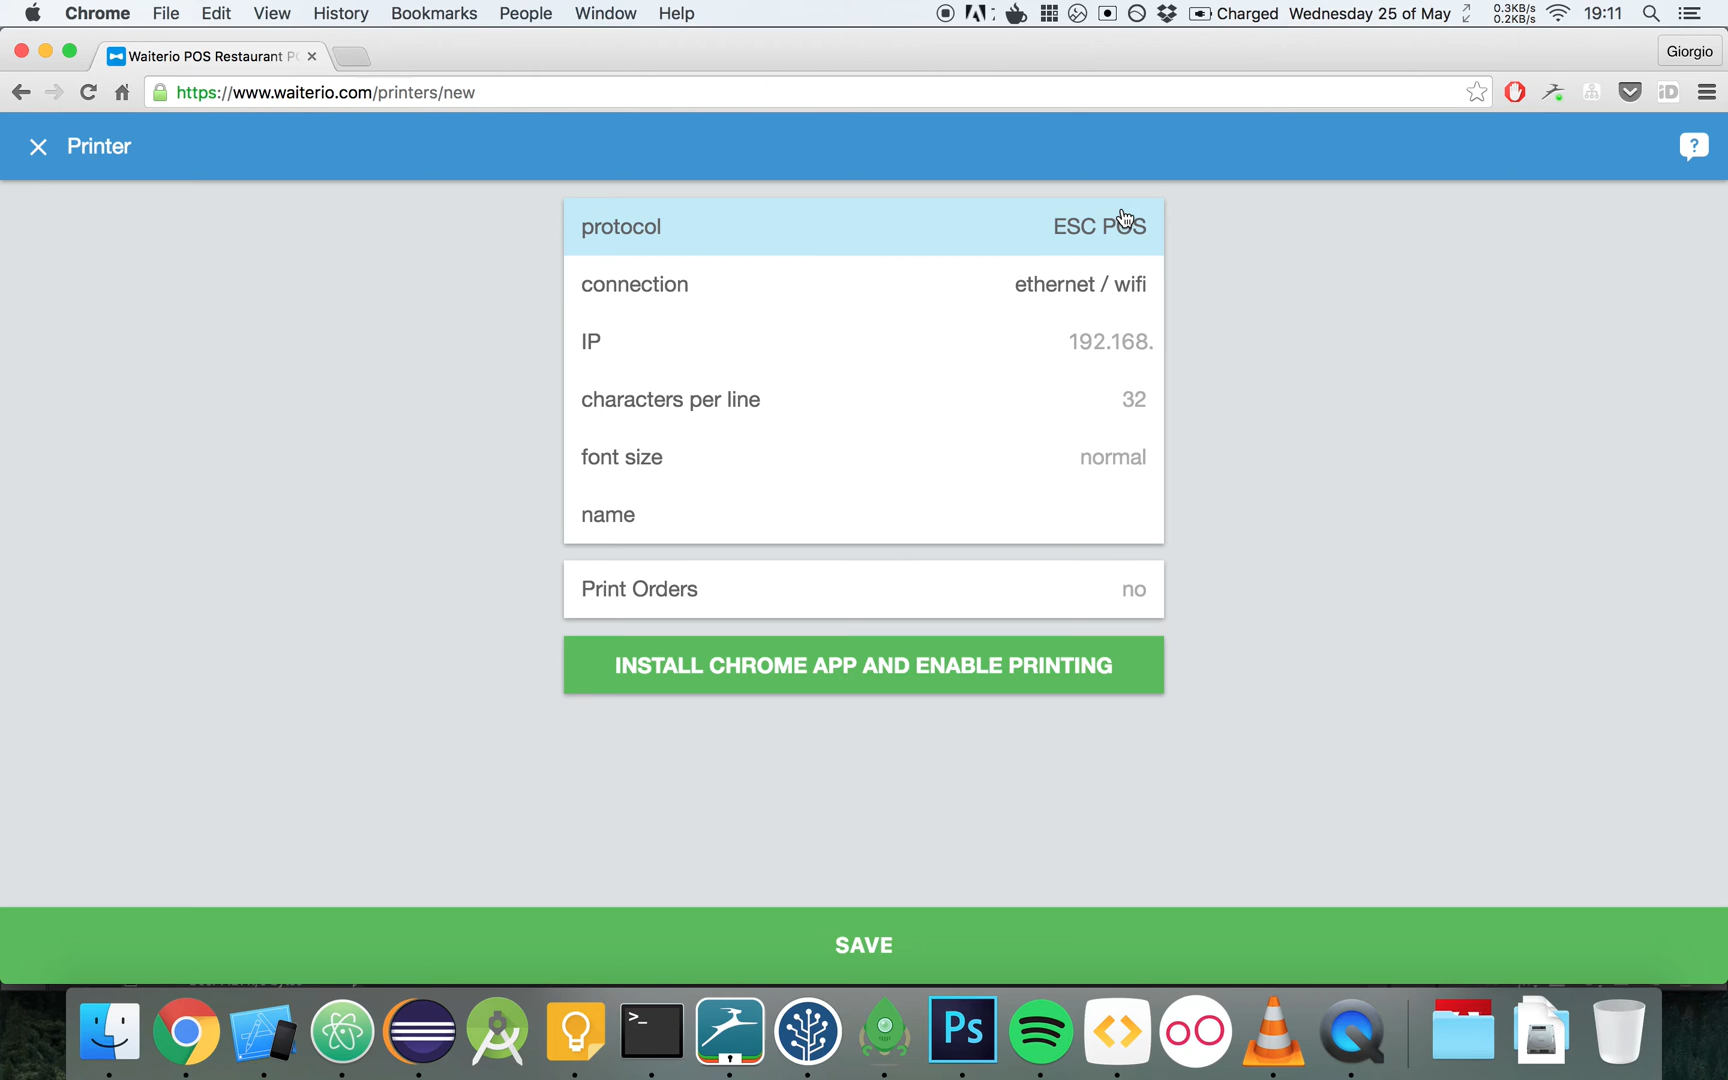 Chrome File Edit View History Bookmarks People Window Help Charged Wednesday 25 of May 0.3KB/s 0.2KB/s 19:11
Waiterio POS Restaurant P
Giorgio
https://www.waiterio.com/printers/new
iD
Printer
?
protocol ESC POS
connection ethernet / wifi
IP 192.168.
characters per line 32
font size normal
name
Print Orders no
INSTALL CHROME APP AND ENABLE PRINTING
SAVE
>_
Ps